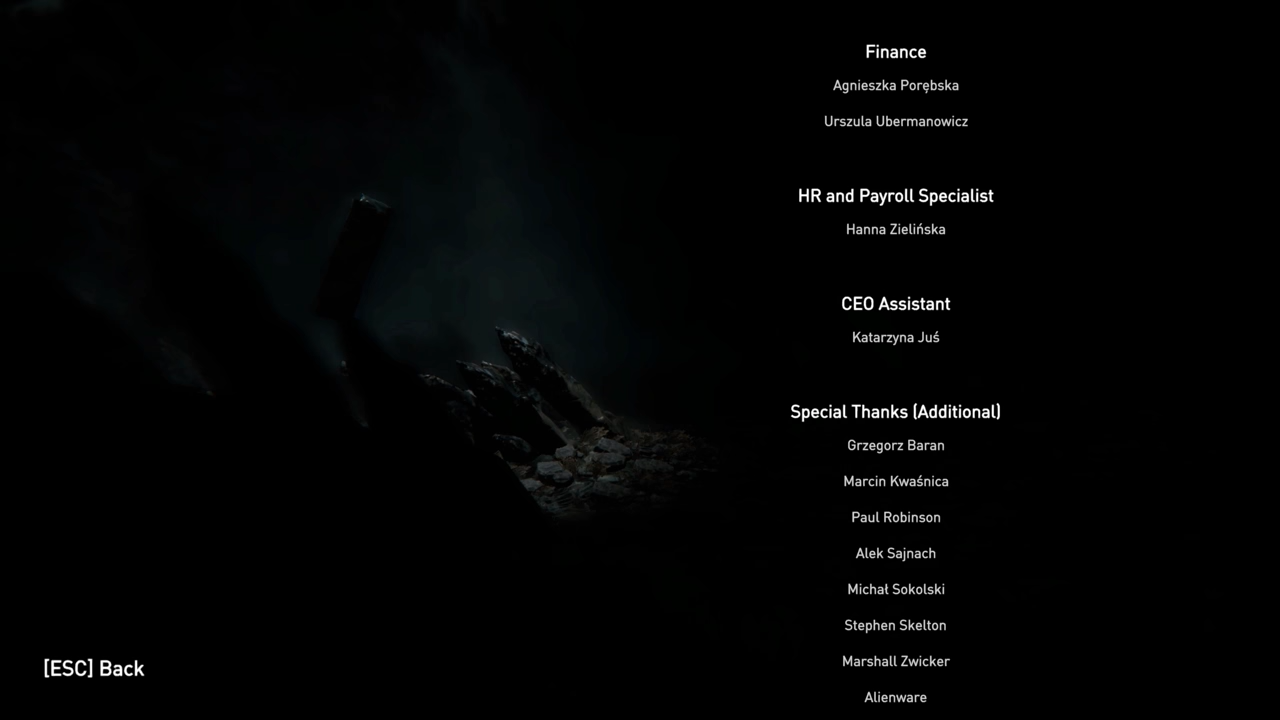 Finance
Agnieszka Porębska
Urszula Ubermanowicz
HR and Payroll Specialist
Hanna Zielińska
CEO Assistant
Katarzyna Juś
Special Thanks (Additional)
Grzegorz Baran
Marcin Kwaśnica
Paul Robinson
Alek Sajnach
Michał Sokolski
Stephen Skelton
Marshall Zwicker
Alienware
[ESC] Back